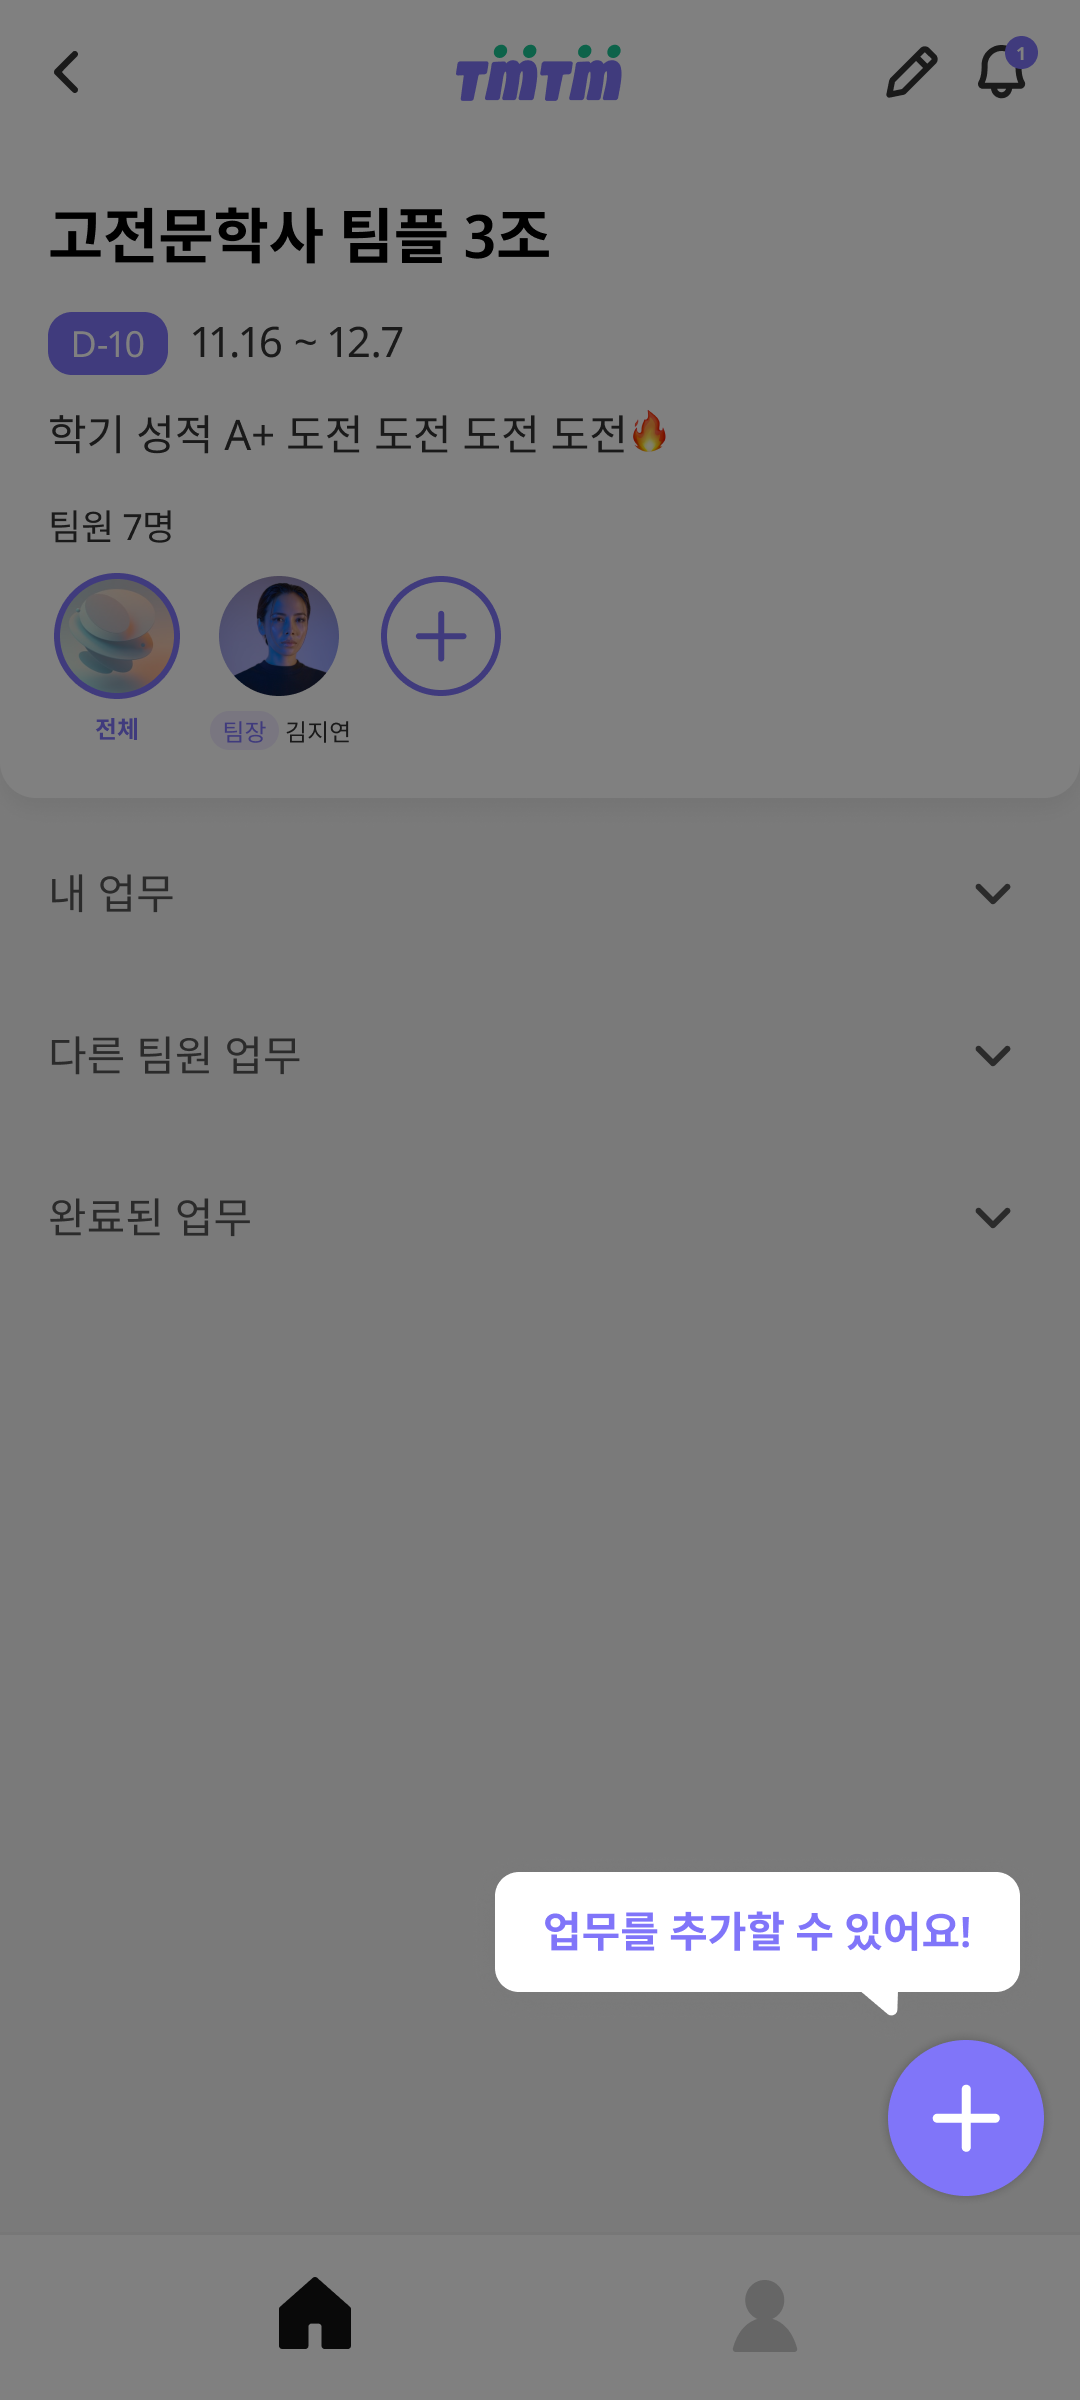 TmTm
1
고전문학사 팀플 3조
D-10 11.16 ~ 12.7
학기 성적 A+ 도전 도전 도전 도전🔥
팀원 7명
전체
팀장 김지연
내 업무
다른 팀원 업무
완료된 업무
업무를 추가할 수 있어요!